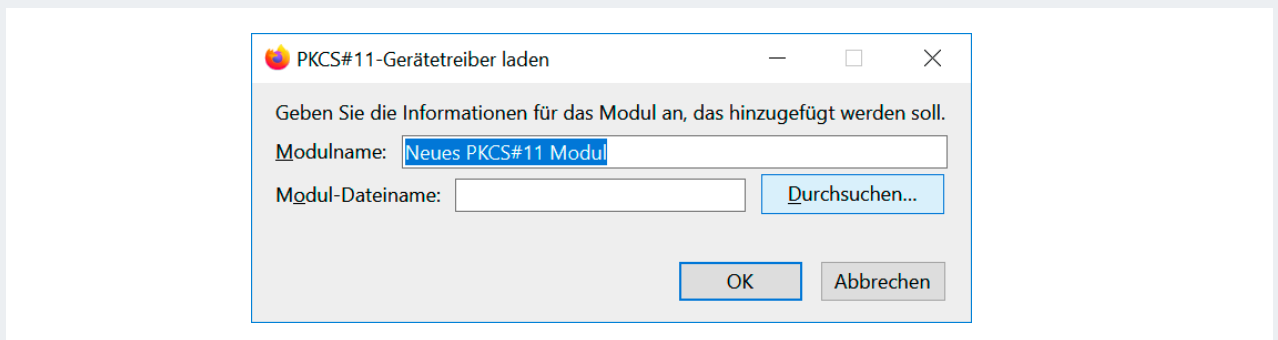 PKCS#11-Gerätetreiber laden
Geben Sie die Informationen für das Modul an, das hinzugefügt werden soll.
Modulname: Neues PKCS#11 Modul
Modul-Dateiname: Durchsuchen...
OK Abbrechen